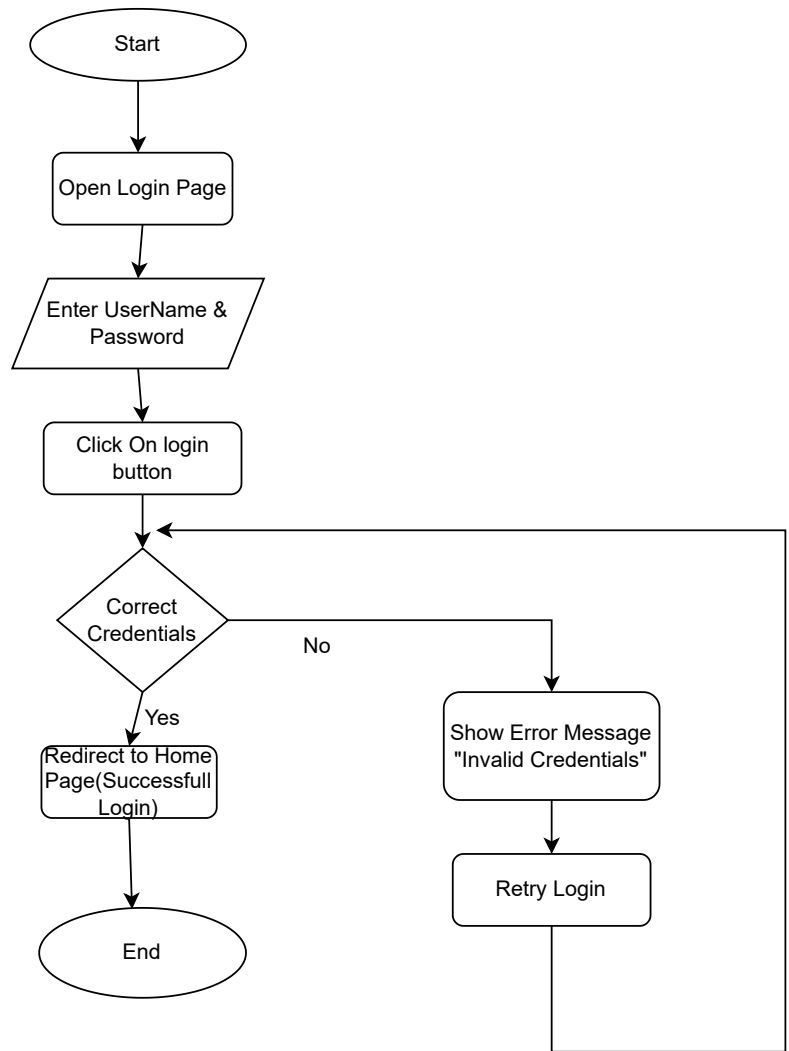 Start
Open Login Page
Enter UserName &
Password
Click On login
button
Correct
Credentials
No
Yes
Redirect to Home
Page(Successfull
Login)
Show Error Message
"Invalid Credentials"
Retry Login
End